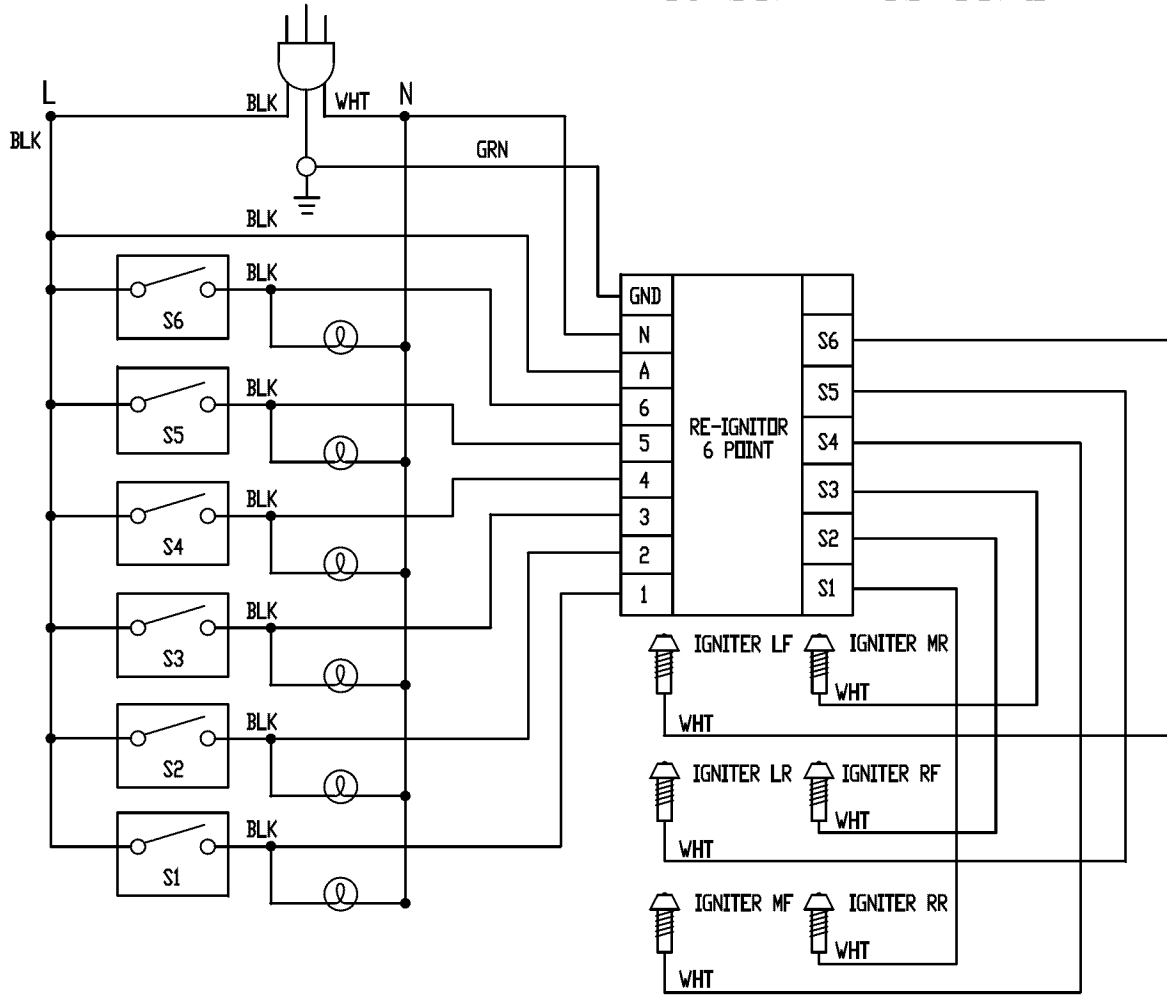 L
BLK
WHT
N
BLK
GRN
BLK
BLK
S6
BLK
S5
BLK
S4
BLK
S3
BLK
S2
BLK
S1
GND
N
A
6
5
4
3
2
1
RE-IGNITOR
6 POINT
S6
S5
S4
S3
S2
S1
IGNITER LF
IGNITER MR
WHT
WHT
IGNITER LR
IGNITER RF
WHT
WHT
IGNITER MF
IGNITER RR
WHT
WHT